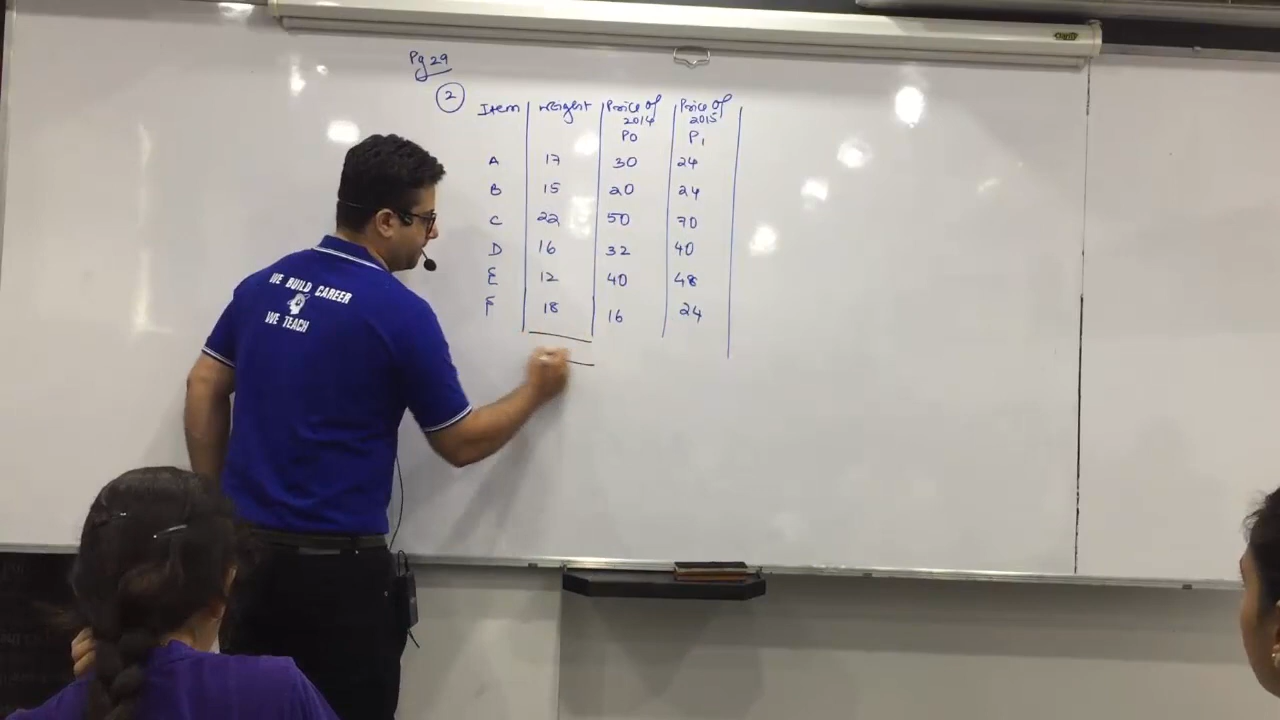 Pg 29
2
Item Weight Price of 2014 P0 Price of 2015 P1
A 17 30 24
B 15 20 24
C 22 50 70
D 16 32 40
E 12 40 48
F 18 16 24
WE BUILD CAREER
WE TEACH